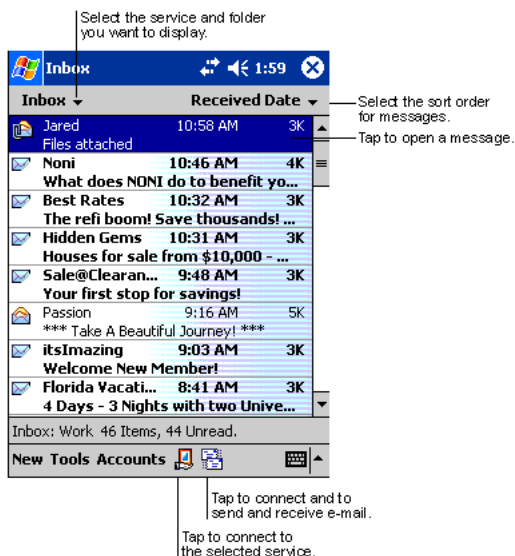 Select the service and folder
you want to display.
Inbox 1:59
Inbox Received Date
Select the sort order
for messages.
Jared 10:58 AM 3K
Files attached
Tap to open a message.
Noni 10:46 AM 4K
What does NONI do to benefit yo...
Best Rates 10:32 AM 3K
The refi boom! Save thousands! ...
Hidden Gems 10:31 AM 3K
Houses for sale from $10,000 - ...
Sale@Clearan... 9:48 AM 3K
Your first stop for savings!
Passion 9:16 AM 5K
*** Take A Beautiful Journey! ***
itsImazing 9:03 AM 3K
Welcome New Member!
Florida Vacati... 8:41 AM 3K
4 Days - 3 Nights with two Unive...
Inbox: Work 46 Items, 44 Unread.
New Tools Accounts
Tap to connect and to
send and receive e-mail.
Tap to connect to
the selected service.